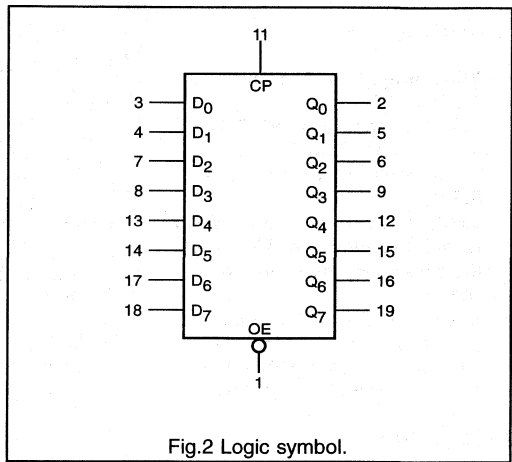 11
CP
3 D0 Q0 2
4 D1 Q1 5
7 D2 Q2 6
8 D3 Q3 9
13 D4 Q4 12
14 D5 Q5 15
17 D6 Q6 16
18 D7 Q7 19
OE
1
Fig.2 Logic symbol.